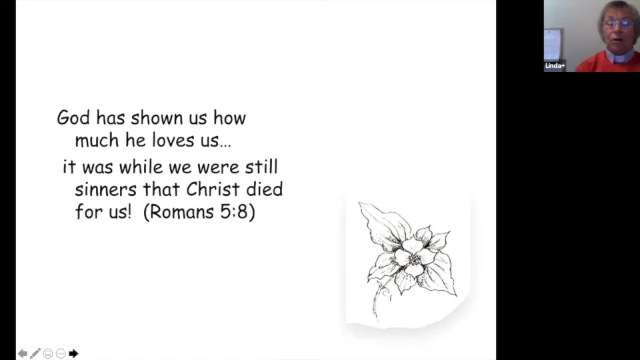 God has shown us how
much he loves us…
it was while we were still
sinners that Christ died
for us! (Romans 5:8)
Linda+